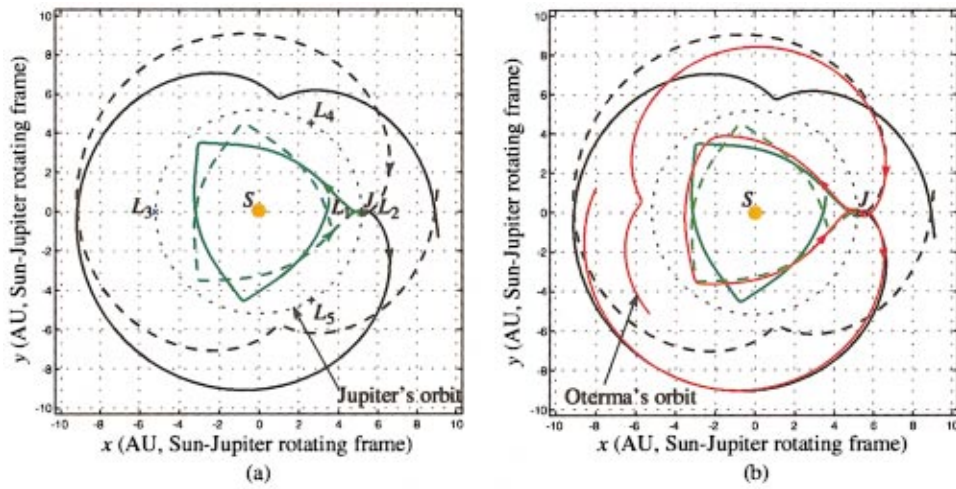 10
8
6
4
2
0
-2
-4
-6
-8
-10
-10 -8 -6 -4 -2 0 2 4 6 8 10
y (AU, Sun-Jupiter rotating frame)
x (AU, Sun-Jupiter rotating frame)
L4
S
L3
L1
J
L2
L5
Jupiter's orbit
(a)
10
8
6
4
2
0
-2
-4
-6
-8
-10
-10 -8 -6 -4 -2 0 2 4 6 8 10
y (AU, Sun-Jupiter rotating frame)
x (AU, Sun-Jupiter rotating frame)
S
J
Oterma's orbit
(b)